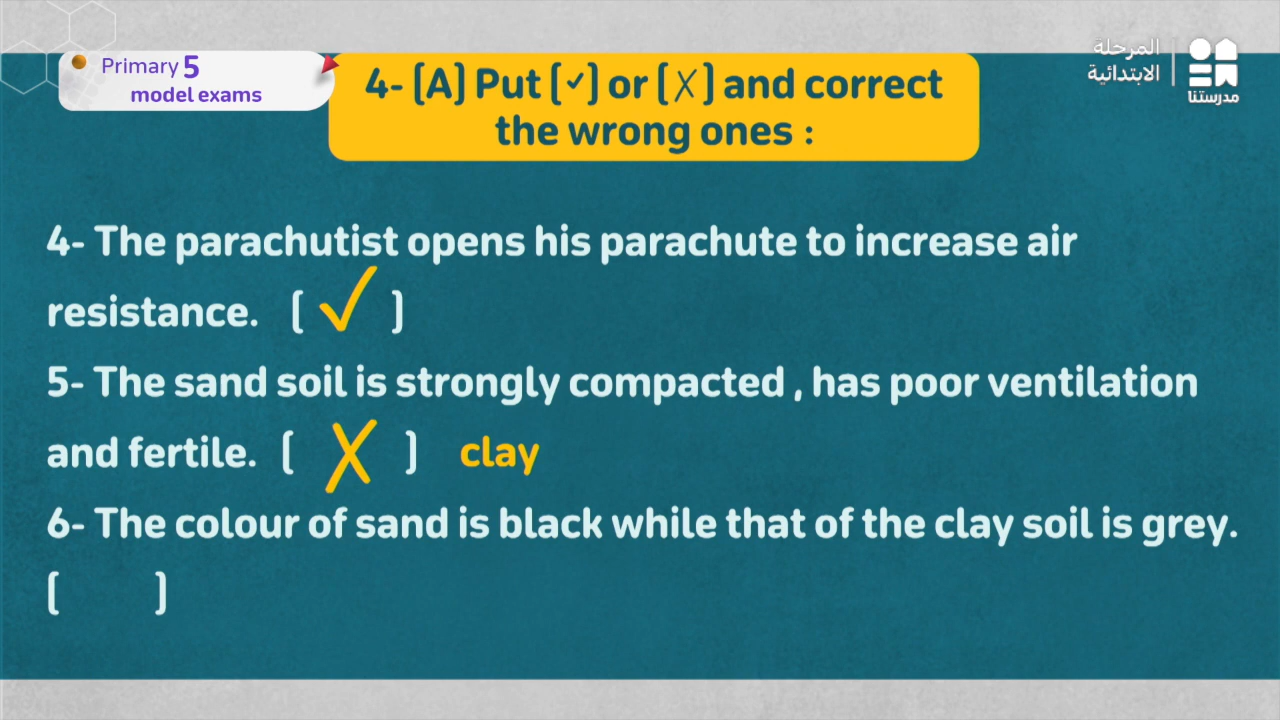 Primary 5
model exams
4- [A] Put [✓] or [X] and correct
the wrong ones :
المرحلة
الابتدائية
مدرستنا
4- The parachutist opens his parachute to increase air
resistance. [ ✓ ]
5- The sand soil is strongly compacted , has poor ventilation
and fertile. [ X ] clay
6- The colour of sand is black while that of the clay soil is grey.
[ ]